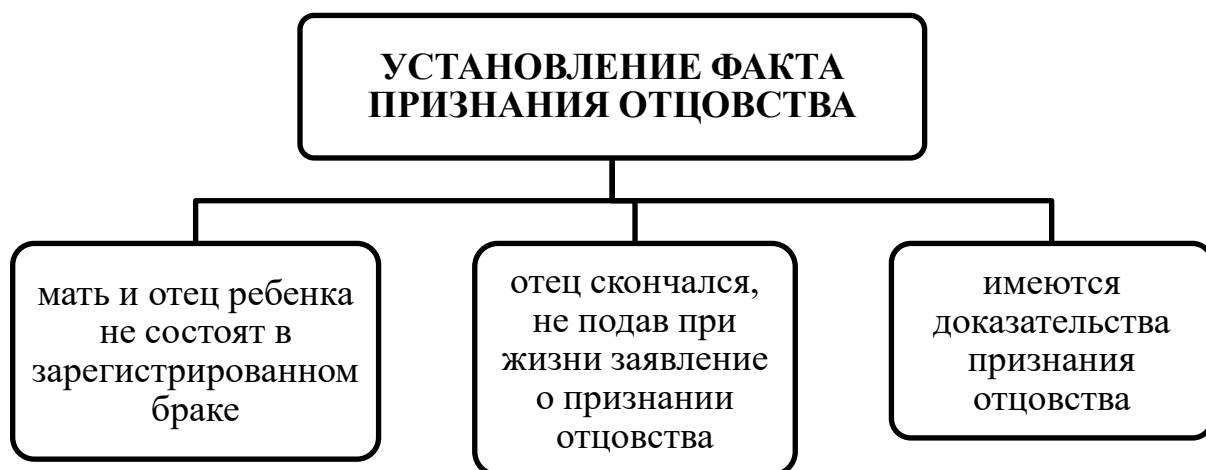 УСТАНОВЛЕНИЕ ФАКТА
ПРИЗНАНИЯ ОТЦОВСТВА
мать и отец ребенка
не состоят в
зарегистрированном
браке
отец скончался,
не подав при
жизни заявление
о признании
отцовства
имеются
доказательства
признания
отцовства